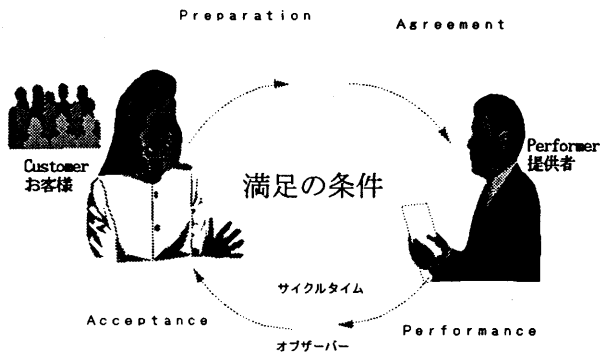 Preparation
Agreement
Customer
お客様
Performer
提供者
満足の条件
サイクルタイム
Acceptance
Performance
オブザーバー